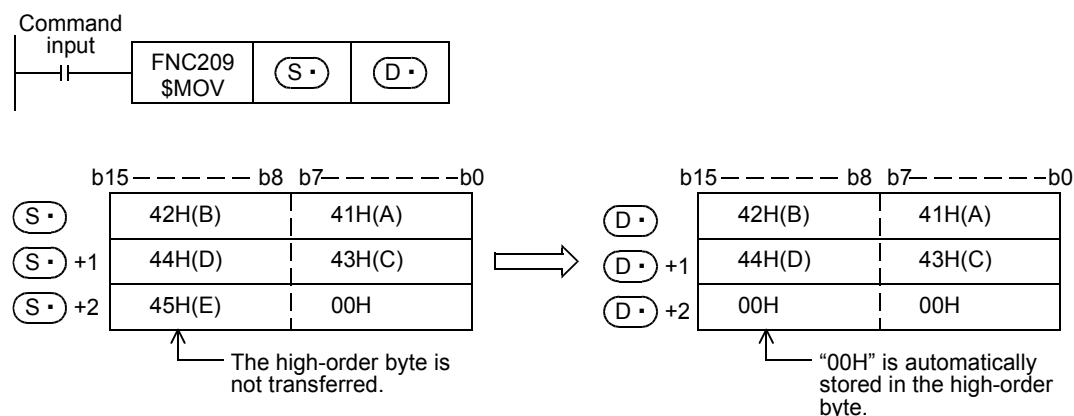 Command
input
FNC209
$MOV
S·
D·
b15 b8 b7 b0
b15 b8 b7 b0
S· 42H(B) 41H(A)
D· 42H(B) 41H(A)
S· +1 44H(D) 43H(C)
D· +1 44H(D) 43H(C)
S· +2 45H(E) 00H
D· +2 00H 00H
The high-order byte is
not transferred.
“00H” is automatically
stored in the high-order
byte.